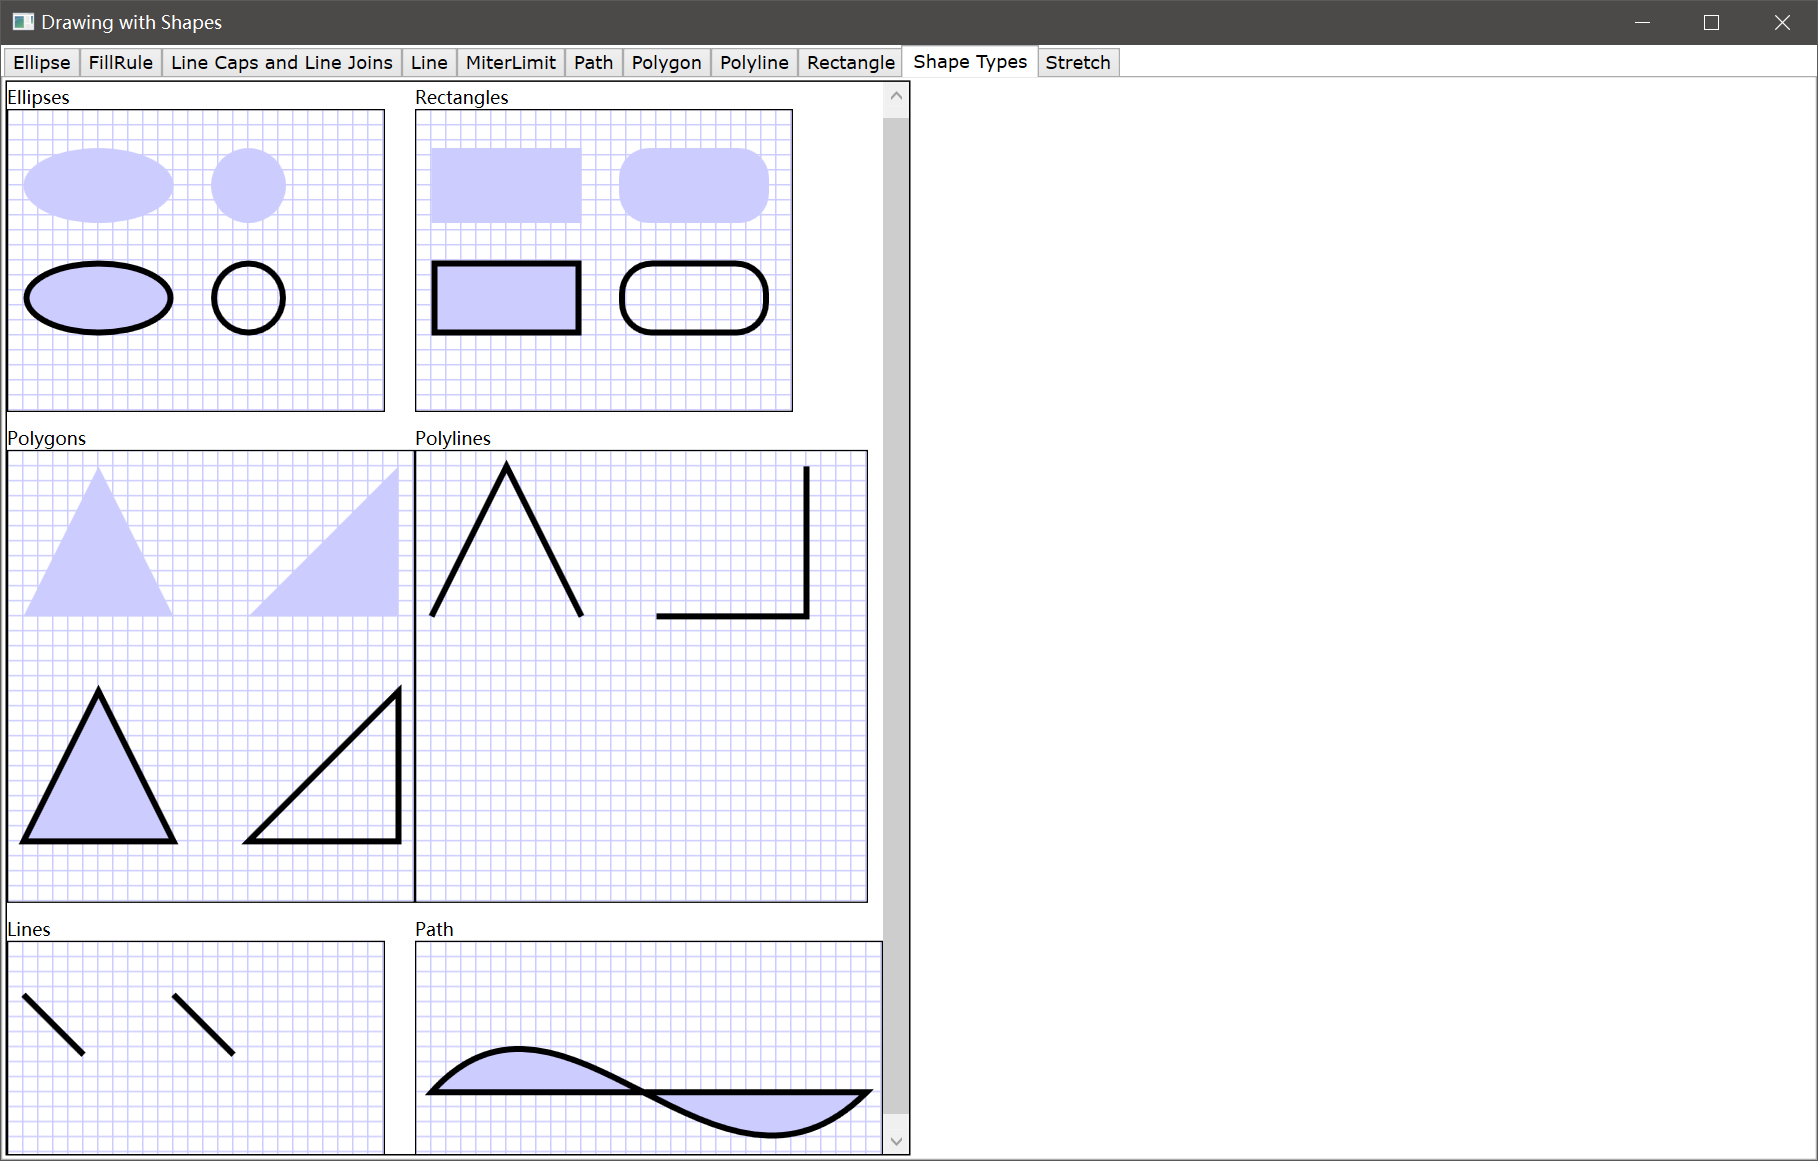 Drawing with Shapes
Ellipse FillRule Line Caps and Line Joins Line MiterLimit Path Polygon Polyline Rectangle Shape Types Stretch
Ellipses Rectangles
Polygons Polylines
Lines Path